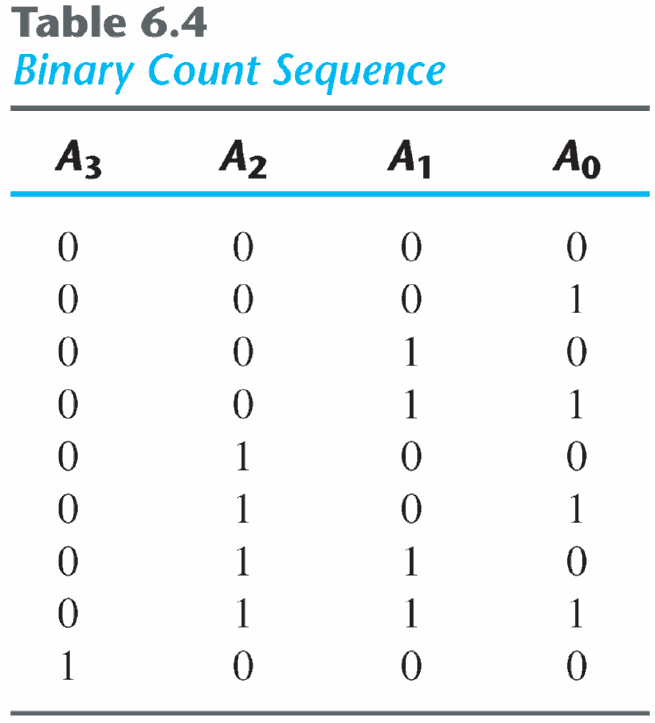 Table 6.4
Binary Count Sequence
A₃ A₂ A₁ A₀
0 0 0 0
0 0 0 1
0 0 1 0
0 0 1 1
0 1 0 0
0 1 0 1
0 1 1 0
0 1 1 1
1 0 0 0